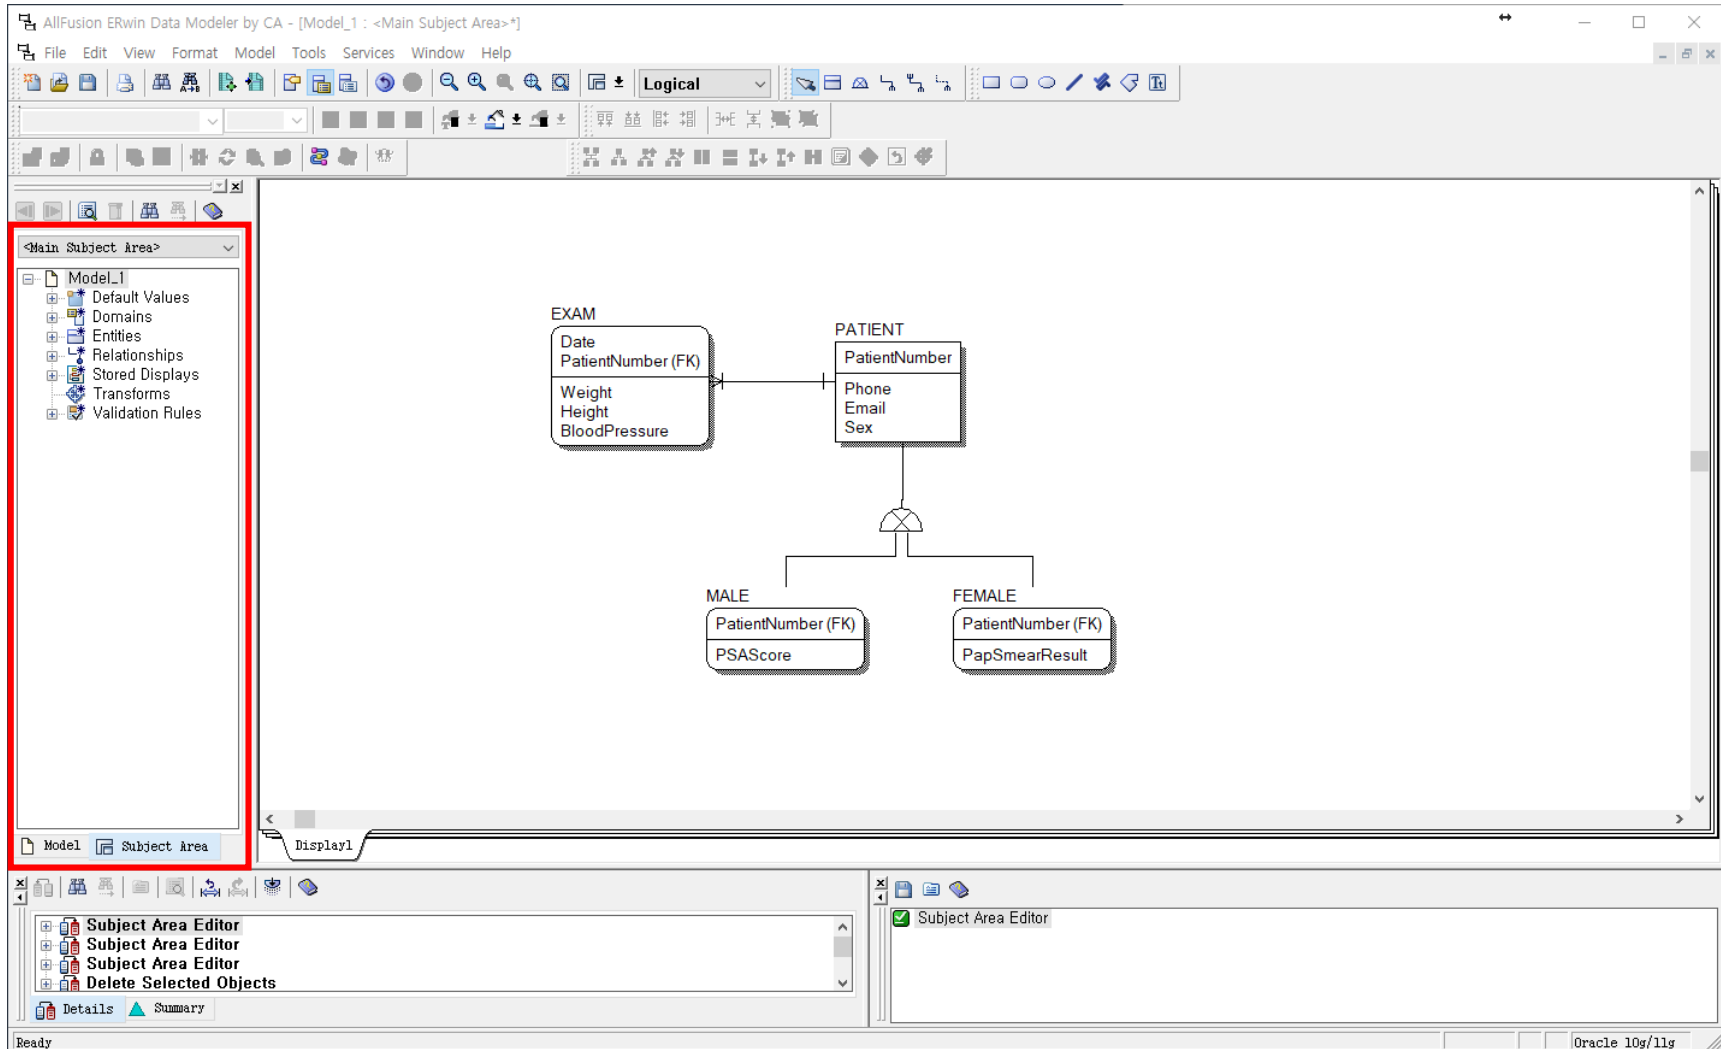 AllFusion ERwin Data Modeler by CA - [Model_1 : <Main Subject Area>*]
File Edit View Format Model Tools Services Window Help
Logical
<Main Subject Area>
Model_1
Default Values
Domains
Entities
Relationships
Stored Displays
Transforms
Validation Rules
Model Subject Area
EXAM
Date
PatientNumber (FK)
Weight
Height
BloodPressure
PATIENT
PatientNumber
Phone
Email
Sex
MALE
PatientNumber (FK)
PSAScore
FEMALE
PatientNumber (FK)
PapSmearResult
Display1
Subject Area Editor
Subject Area Editor
Subject Area Editor
Delete Selected Objects
Details Summary
Subject Area Editor
Ready
Oracle 10g/11g